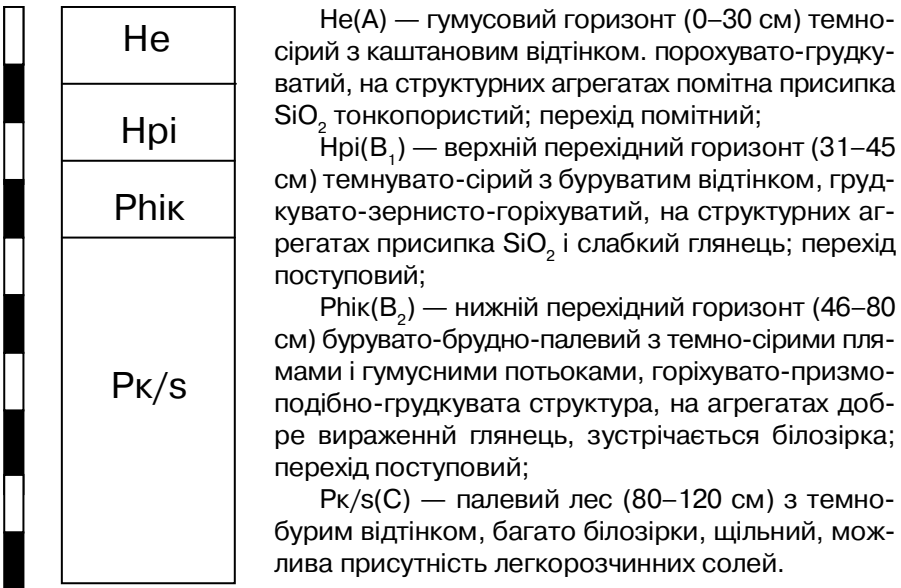 He
Hpi
Phiк
Pк/s
Не(А) — гумусовий горизонт (0–30 см) темно-
сірий з каштановим відтінком. порохувато-грудку-
ватий, на структурних агрегатах помітна присипка
SiO₂ тонкопористий; перехід помітний;
Hpi(B₁) — верхній перехідний горизонт (31–45
см) темнувато-сірий з буруватим відтінком, груд-
кувато-зернисто-горіхуватий, на структурних аг-
регатах присипка SiO₂ і слабкий глянець; перехід
поступовий;
Phiк(B₂) — нижній перехідний горизонт (46–80
см) бурувато-брудно-палевий з темно-сірими пля-
мами і гумусними потьоками, горіхувато-призмо-
подібно-грудкувата структура, на агрегатах доб-
ре вираженнй глянець, зустрічається білозірка;
перехід поступовий;
Pк/s(C) — палевий лес (80–120 см) з темно-
бурим відтінком, багато білозірки, щільний, мож-
лива присутність легкорозчинних солей.